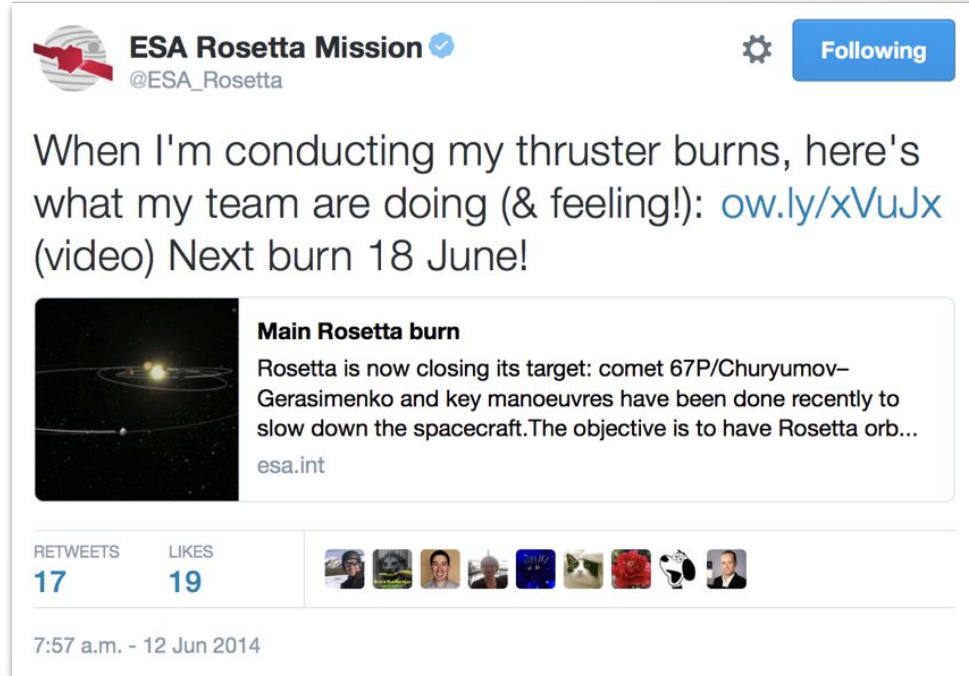 ESA Rosetta Mission
@ESA_Rosetta
Following
When I'm conducting my thruster burns, here's
what my team are doing (& feeling!): ow.ly/xVuJx
(video) Next burn 18 June!
Main Rosetta burn
Rosetta is now closing its target: comet 67P/Churyumov–
Gerasimenko and key manoeuvres have been done recently to
slow down the spacecraft.The objective is to have Rosetta orb...
esa.int
RETWEETS LIKES
17 19
7:57 a.m. - 12 Jun 2014